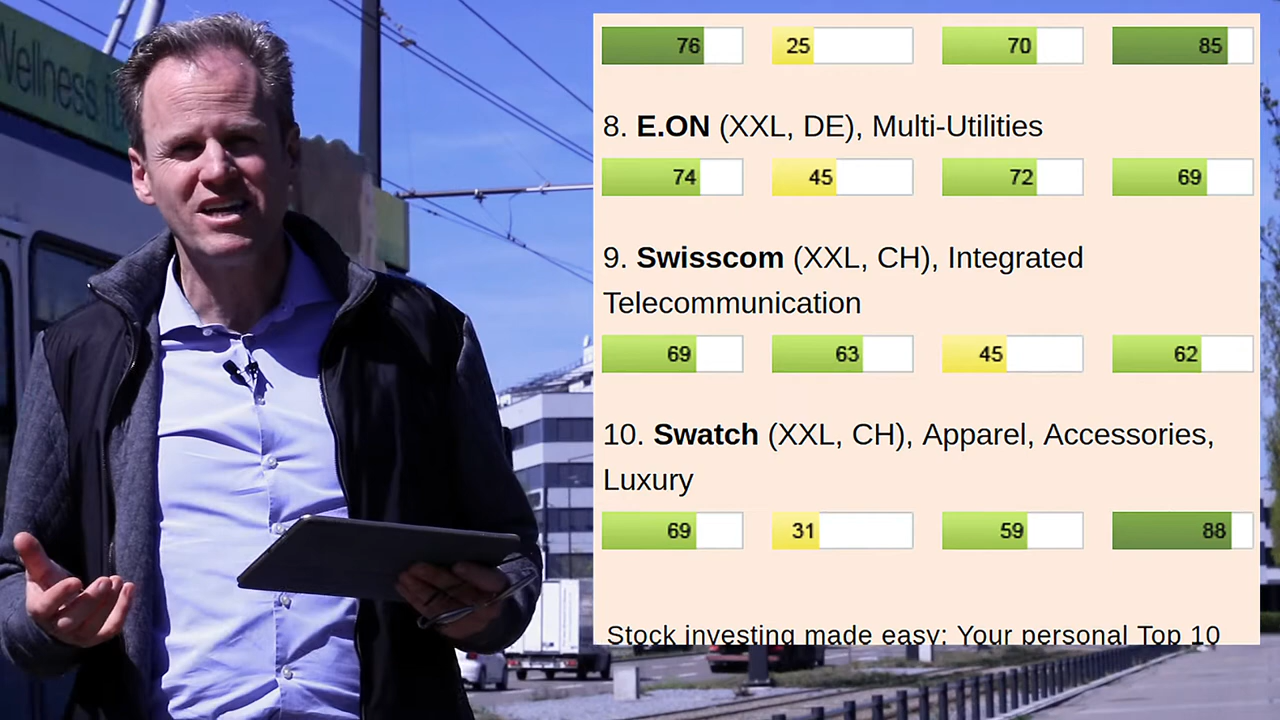 Wellness
76 25 70 85
8. E.ON (XXL, DE), Multi-Utilities
74 45 72 69
9. Swisscom (XXL, CH), Integrated
Telecommunication
69 63 45 62
10. Swatch (XXL, CH), Apparel, Accessories,
Luxury
69 31 59 88
Stock investing made easy: Your personal Top 10